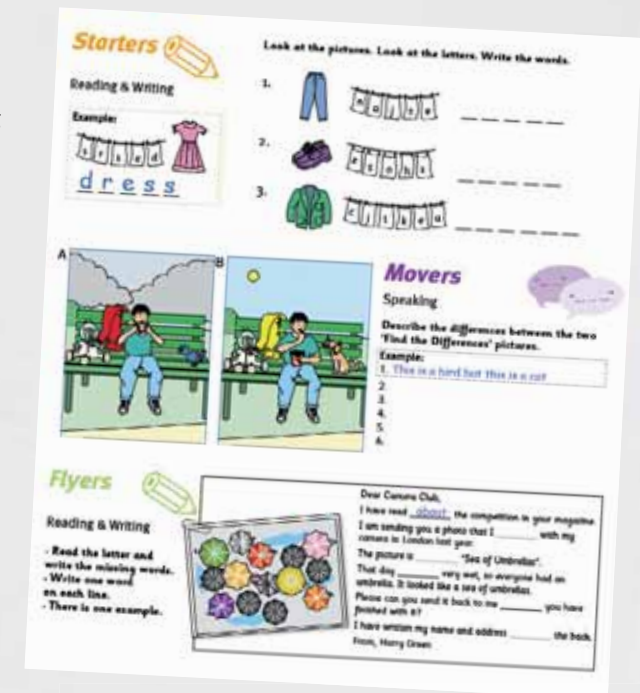 Starters
Look at the pictures. Look at the letters. Write the words.
Reading & Writing
Example:
d r e s s
1.
2.
3.
A
B
Movers
Speaking
Describe the differences between the two
'Find the Differences' pictures.
Example:
1. This is a bird but this is a cat
2.
3.
4.
5.
6.
Flyers
Reading & Writing
- Read the letter and
write the missing words.
- Write one word
on each line.
- There is one example.
Dear Camera Club,
I have read about the competition in your magazine.
I am sending you a photo that I ______ with my
camera in London last year.
The picture is ______ "Sea of Umbrellas".
That day ______ very wet, so everyone had an
umbrella. It looked like a sea of umbrellas.
Please can you send it back to me ______ you have
finished with it?
I have written my name and address ______ the back.
From, Harry Green